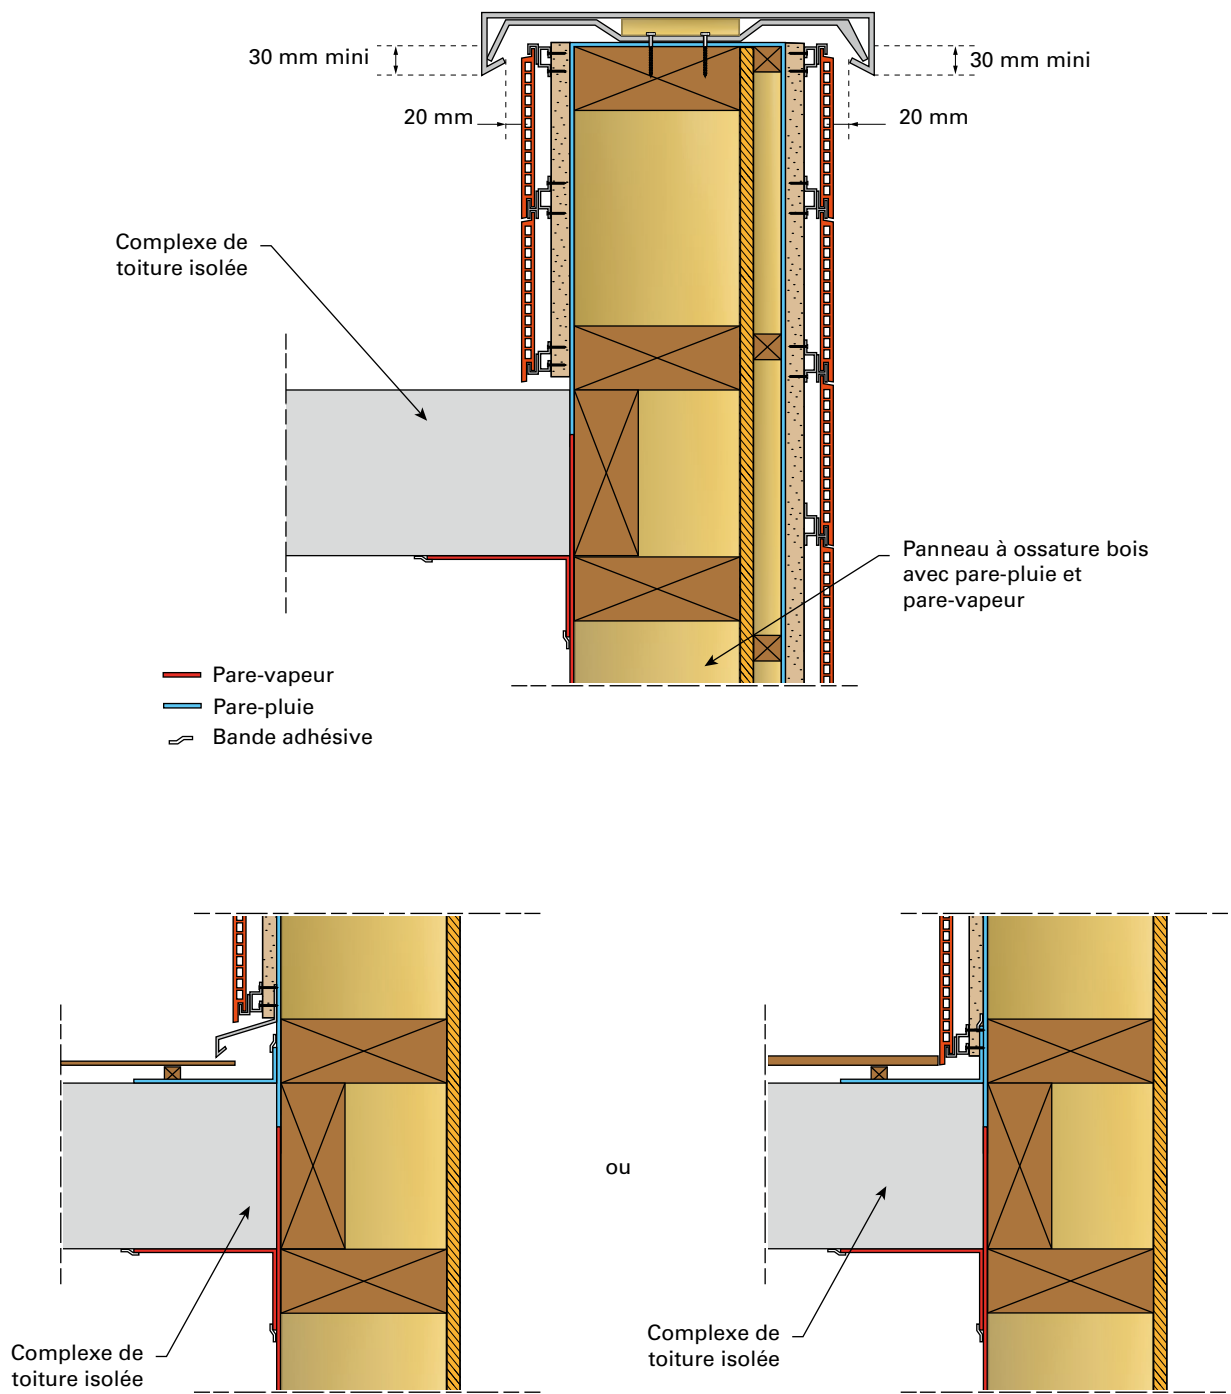 30 mm mini
30 mm mini
20 mm
20 mm
Complexe de
toiture isolée
Panneau à ossature bois
avec pare-pluie et
pare-vapeur
Pare-vapeur
Pare-pluie
Bande adhésive
ou
Complexe de
toiture isolée
Complexe de
toiture isolée